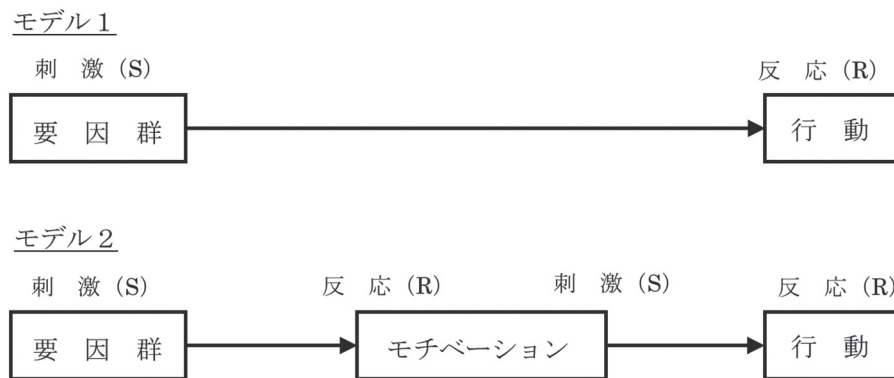 モデル1
刺 激 (S) 反 応 (R)
要 因 群 行 動
モデル2
刺 激 (S) 反 応 (R) 刺 激 (S) 反 応 (R)
要 因 群 モチベーション 行 動